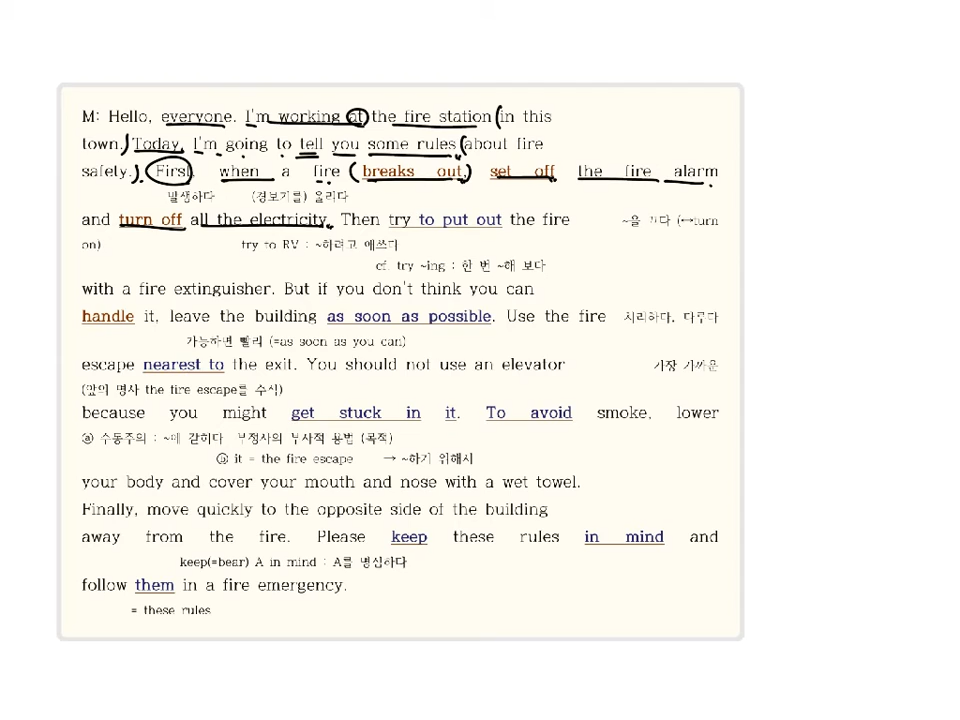 M: Hello, everyone. I'm working at the fire station in this
town. Today, I'm going to tell you some rules about fire
safety. First, when a fire breaks out, set off the fire alarm
발생하다 (경보기를) 울리다
and turn off all the electricity. Then try to put out the fire ~을 끄다 (↔turn
on) try to RV : ~하려고 애쓰다
cf. try ~ing : 한 번 ~해 보다
with a fire extinguisher. But if you don't think you can
handle it, leave the building as soon as possible. Use the fire 처리하다, 다루다
가능하면 빨리 (=as soon as you can)
escape nearest to the exit. You should not use an elevator 가장 가까운
(앞의 명사 the fire escape를 수식)
because you might get stuck in it. To avoid smoke, lower
ⓐ 수동주의 : ~에 갇히다 부정사의 부사적 용법 (목적)
ⓑ it = the fire escape → ~하기 위해서
your body and cover your mouth and nose with a wet towel.
Finally, move quickly to the opposite side of the building
away from the fire. Please keep these rules in mind and
keep(=bear) A in mind : A를 명심하다
follow them in a fire emergency.
= these rules